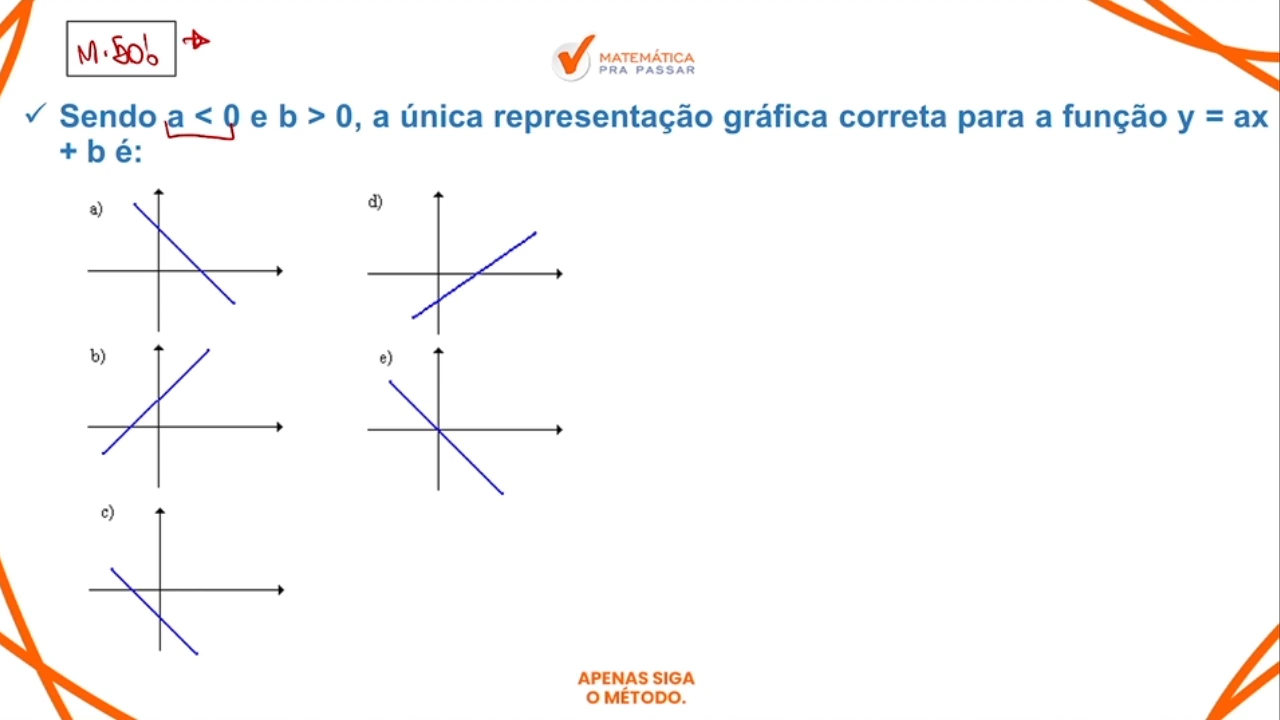 M.50!
MATEMÁTICA
PRA PASSAR
✓ Sendo a < 0 e b > 0, a única representação gráfica correta para a função y = ax
+ b é:
a)
d)
b)
e)
c)
APENAS SIGA
O MÉTODO.